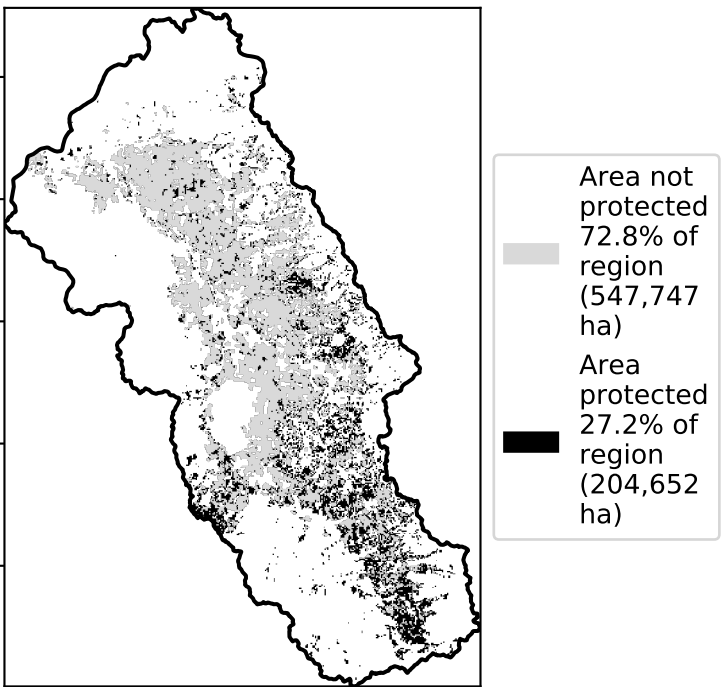 Area not
protected
72.8% of
region
(547,747
ha)
Area
protected
27.2% of
region
(204,652
ha)